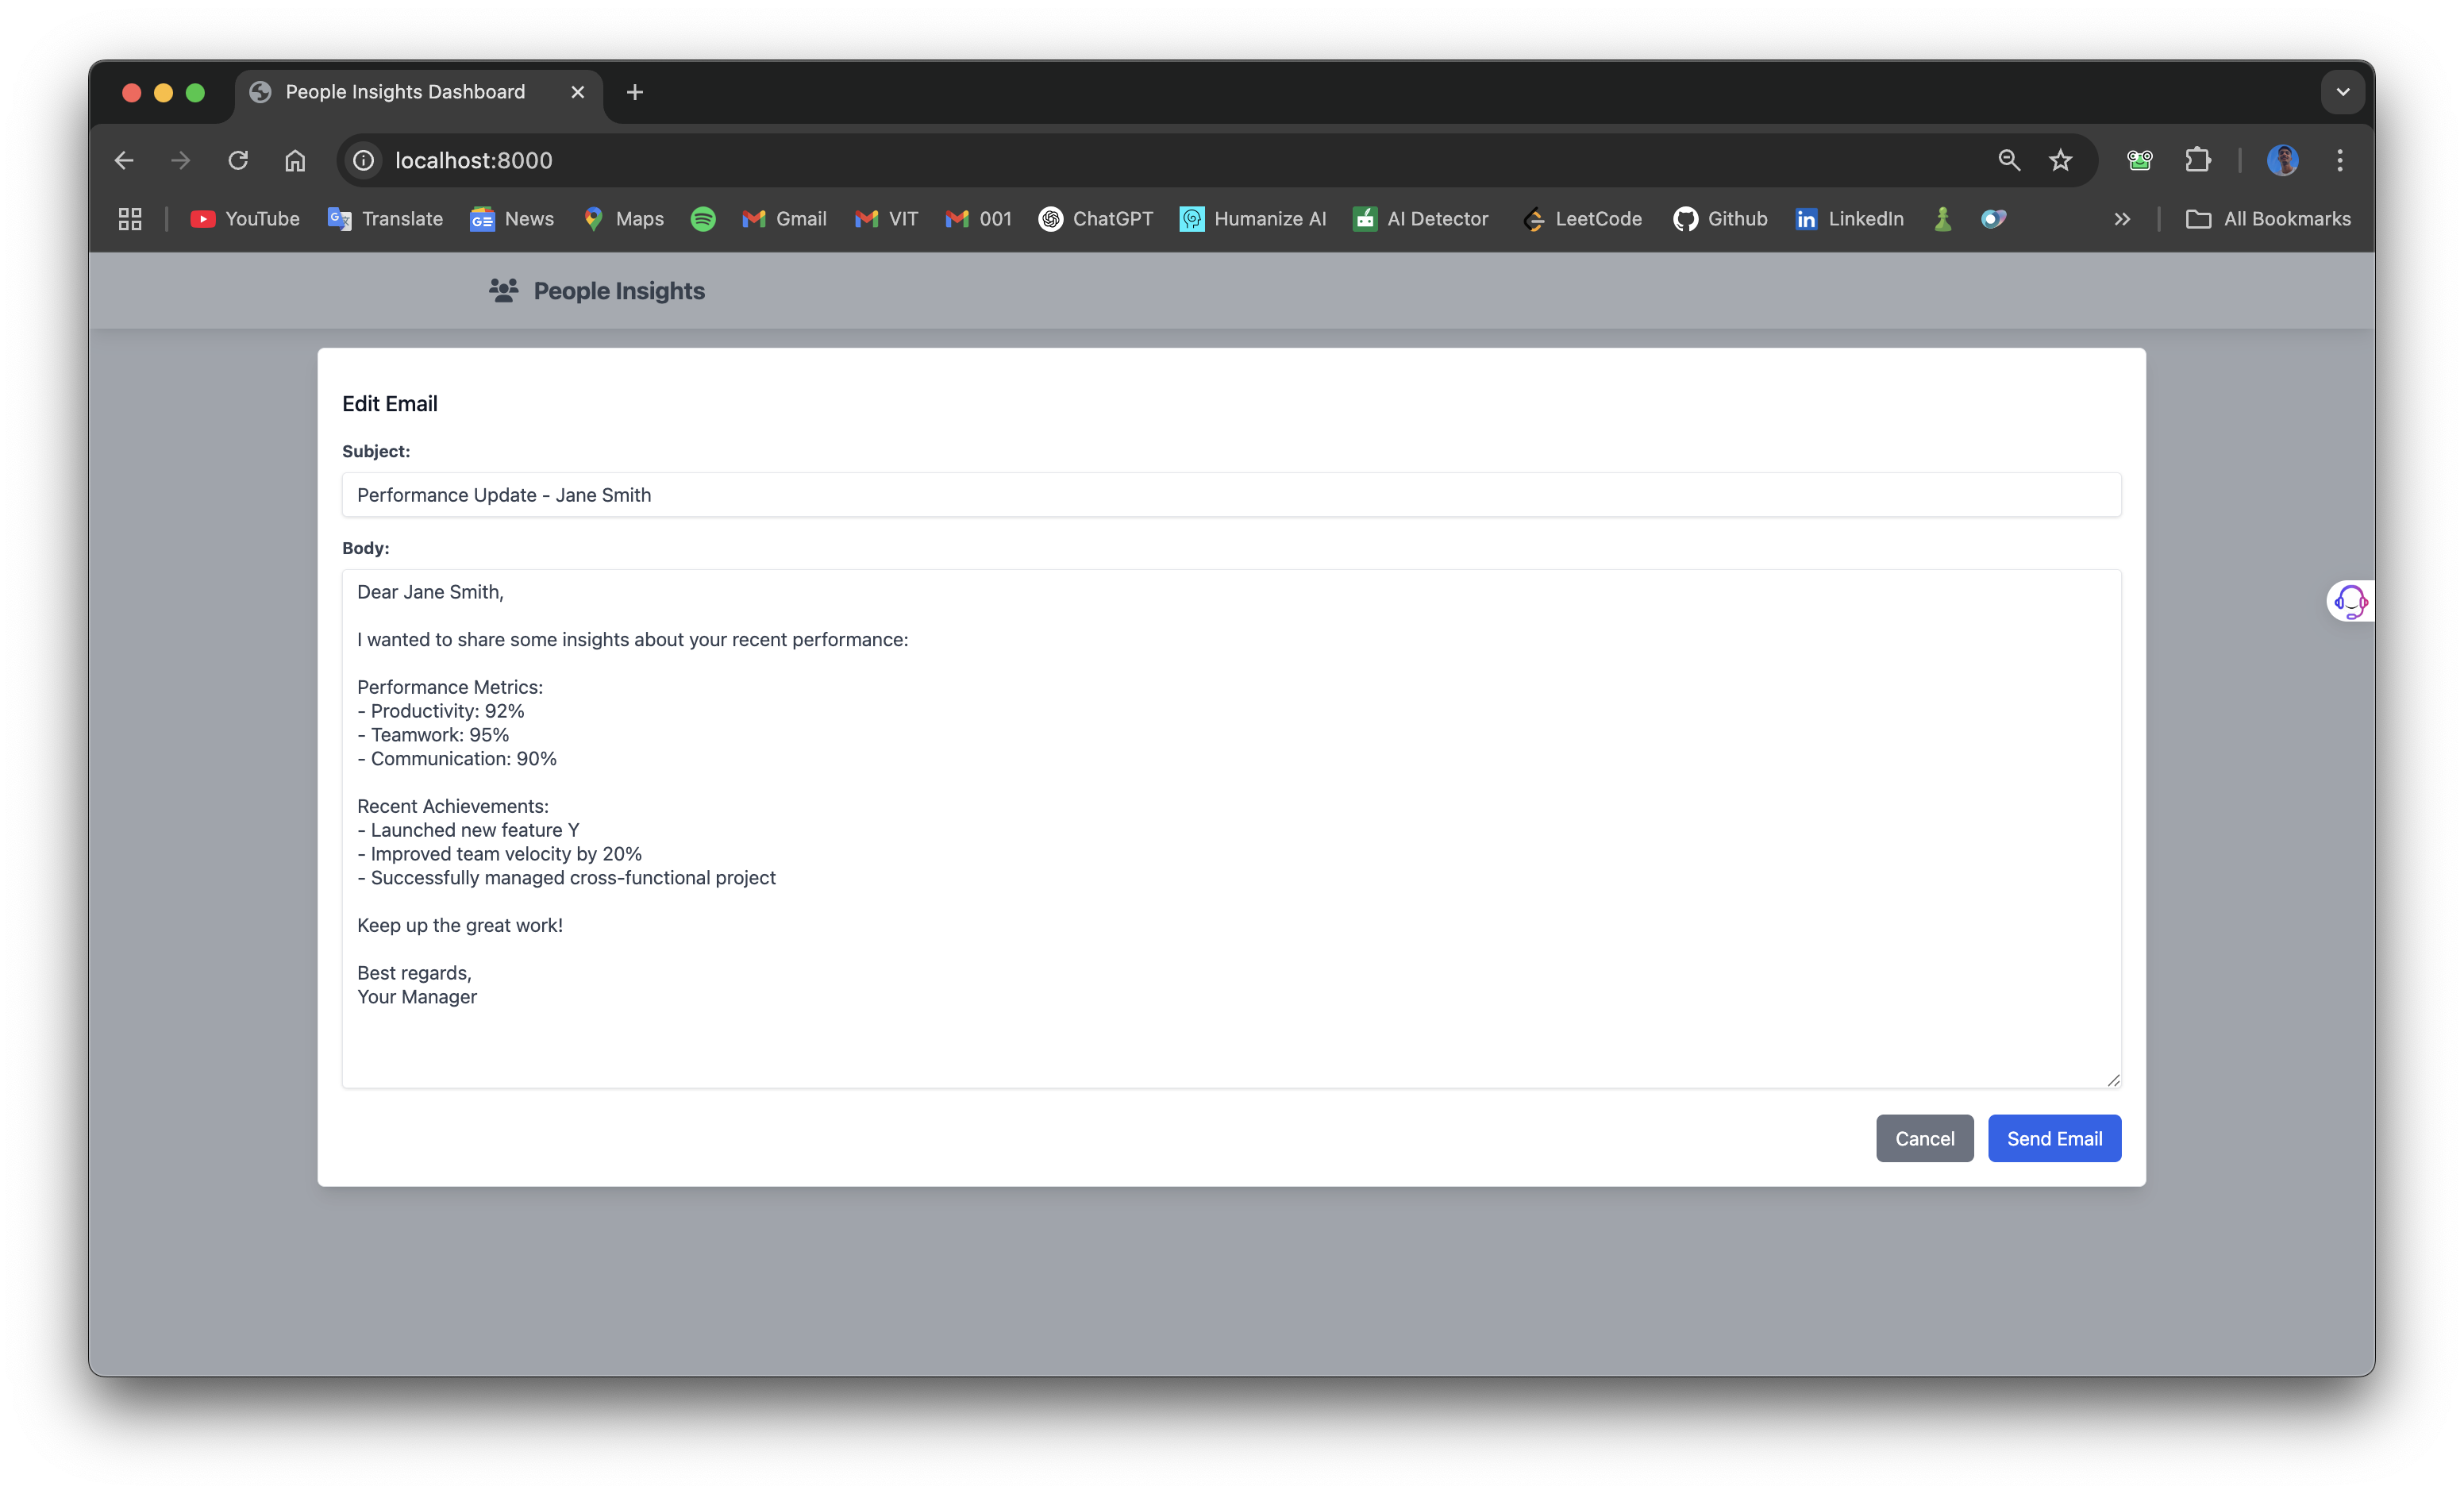 People Insights Dashboard
localhost:8000
YouTube
Translate
News
Maps
Gmail
VIT
001
ChatGPT
Humanize AI
AI Detector
LeetCode
Github
LinkedIn
All Bookmarks
People Insights
Edit Email
Subject:
Performance Update - Jane Smith
Body:
Dear Jane Smith,
I wanted to share some insights about your recent performance:
Performance Metrics:
- Productivity: 92%
- Teamwork: 95%
- Communication: 90%
Recent Achievements:
- Launched new feature Y
- Improved team velocity by 20%
- Successfully managed cross-functional project
Keep up the great work!
Best regards,
Your Manager
Cancel
Send Email